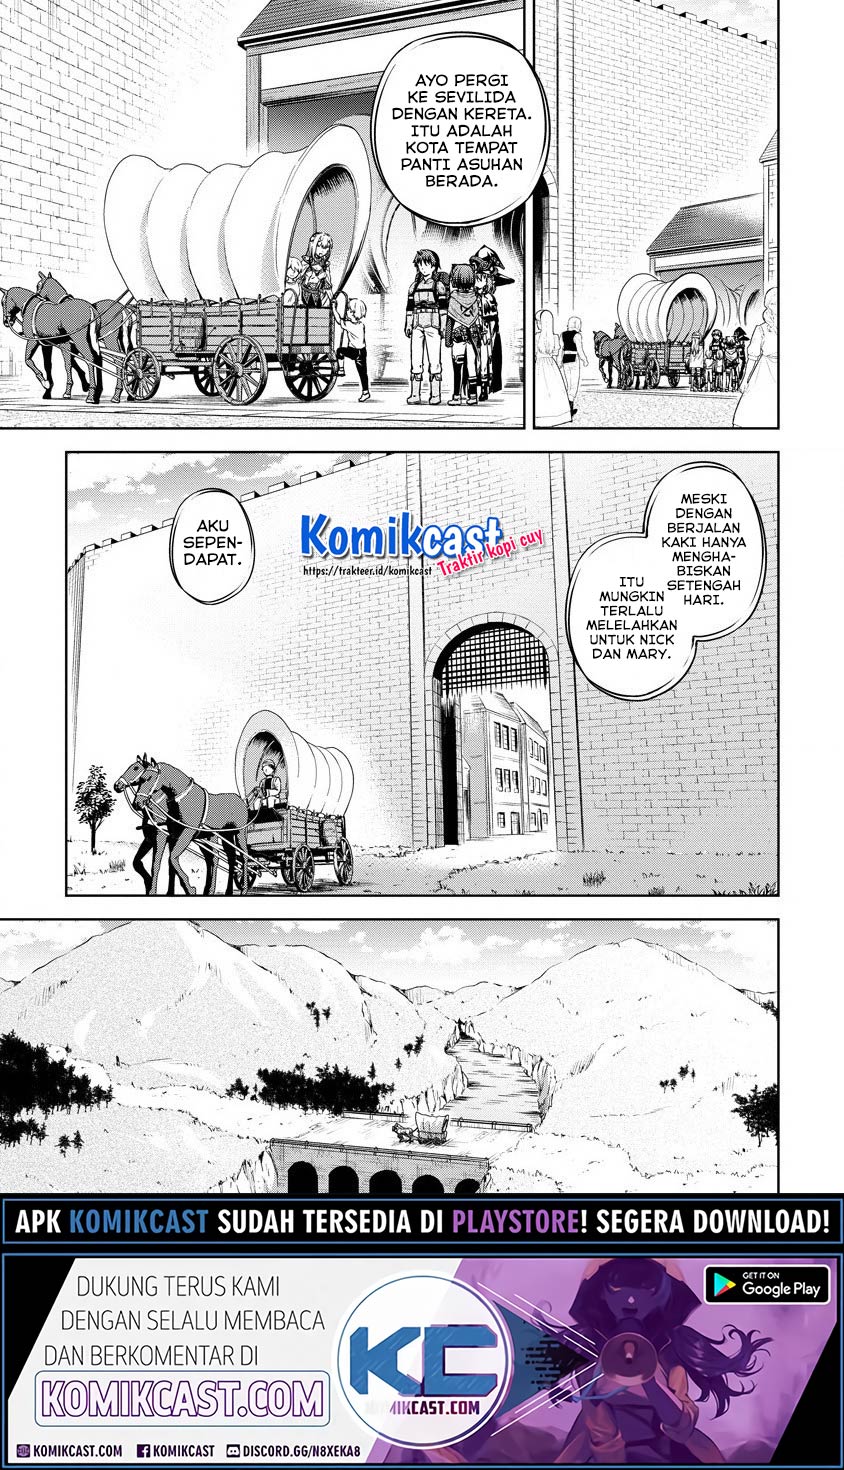 AYO PERGI
KE SEVILIDA
DENGAN KERETA.
ITU ADALAH
KOTA TEMPAT
PANTI ASUHAN
BERADA.
MESKI
DENGAN
BERJALAN
KAKI HANYA
MENGHA-
BISKAN
SETENGAH
HARI.
ITU
MUNGKIN
TERLALU
MELELAHKAN
UNTUK NICK
DAN MARY.
AKU
SEPEN-
DAPAT.
Komikcast
Traktir kopi cuy
https://trakteer.id/komikcast
APK KOMIKCAST SUDAH TERSEDIA DI PLAYSTORE! SEGERA DOWNLOAD!
DUKUNG TERUS KAMI
DENGAN SELALU MEMBACA
DAN BERKOMENTAR DI
KOMIKCAST.COM
KOMIKCAST.COM
KOMIKCAST
DISCORD.GG/N8XEKA8
KC
KOMIKCAST.COM
GET IT ON
Google Play